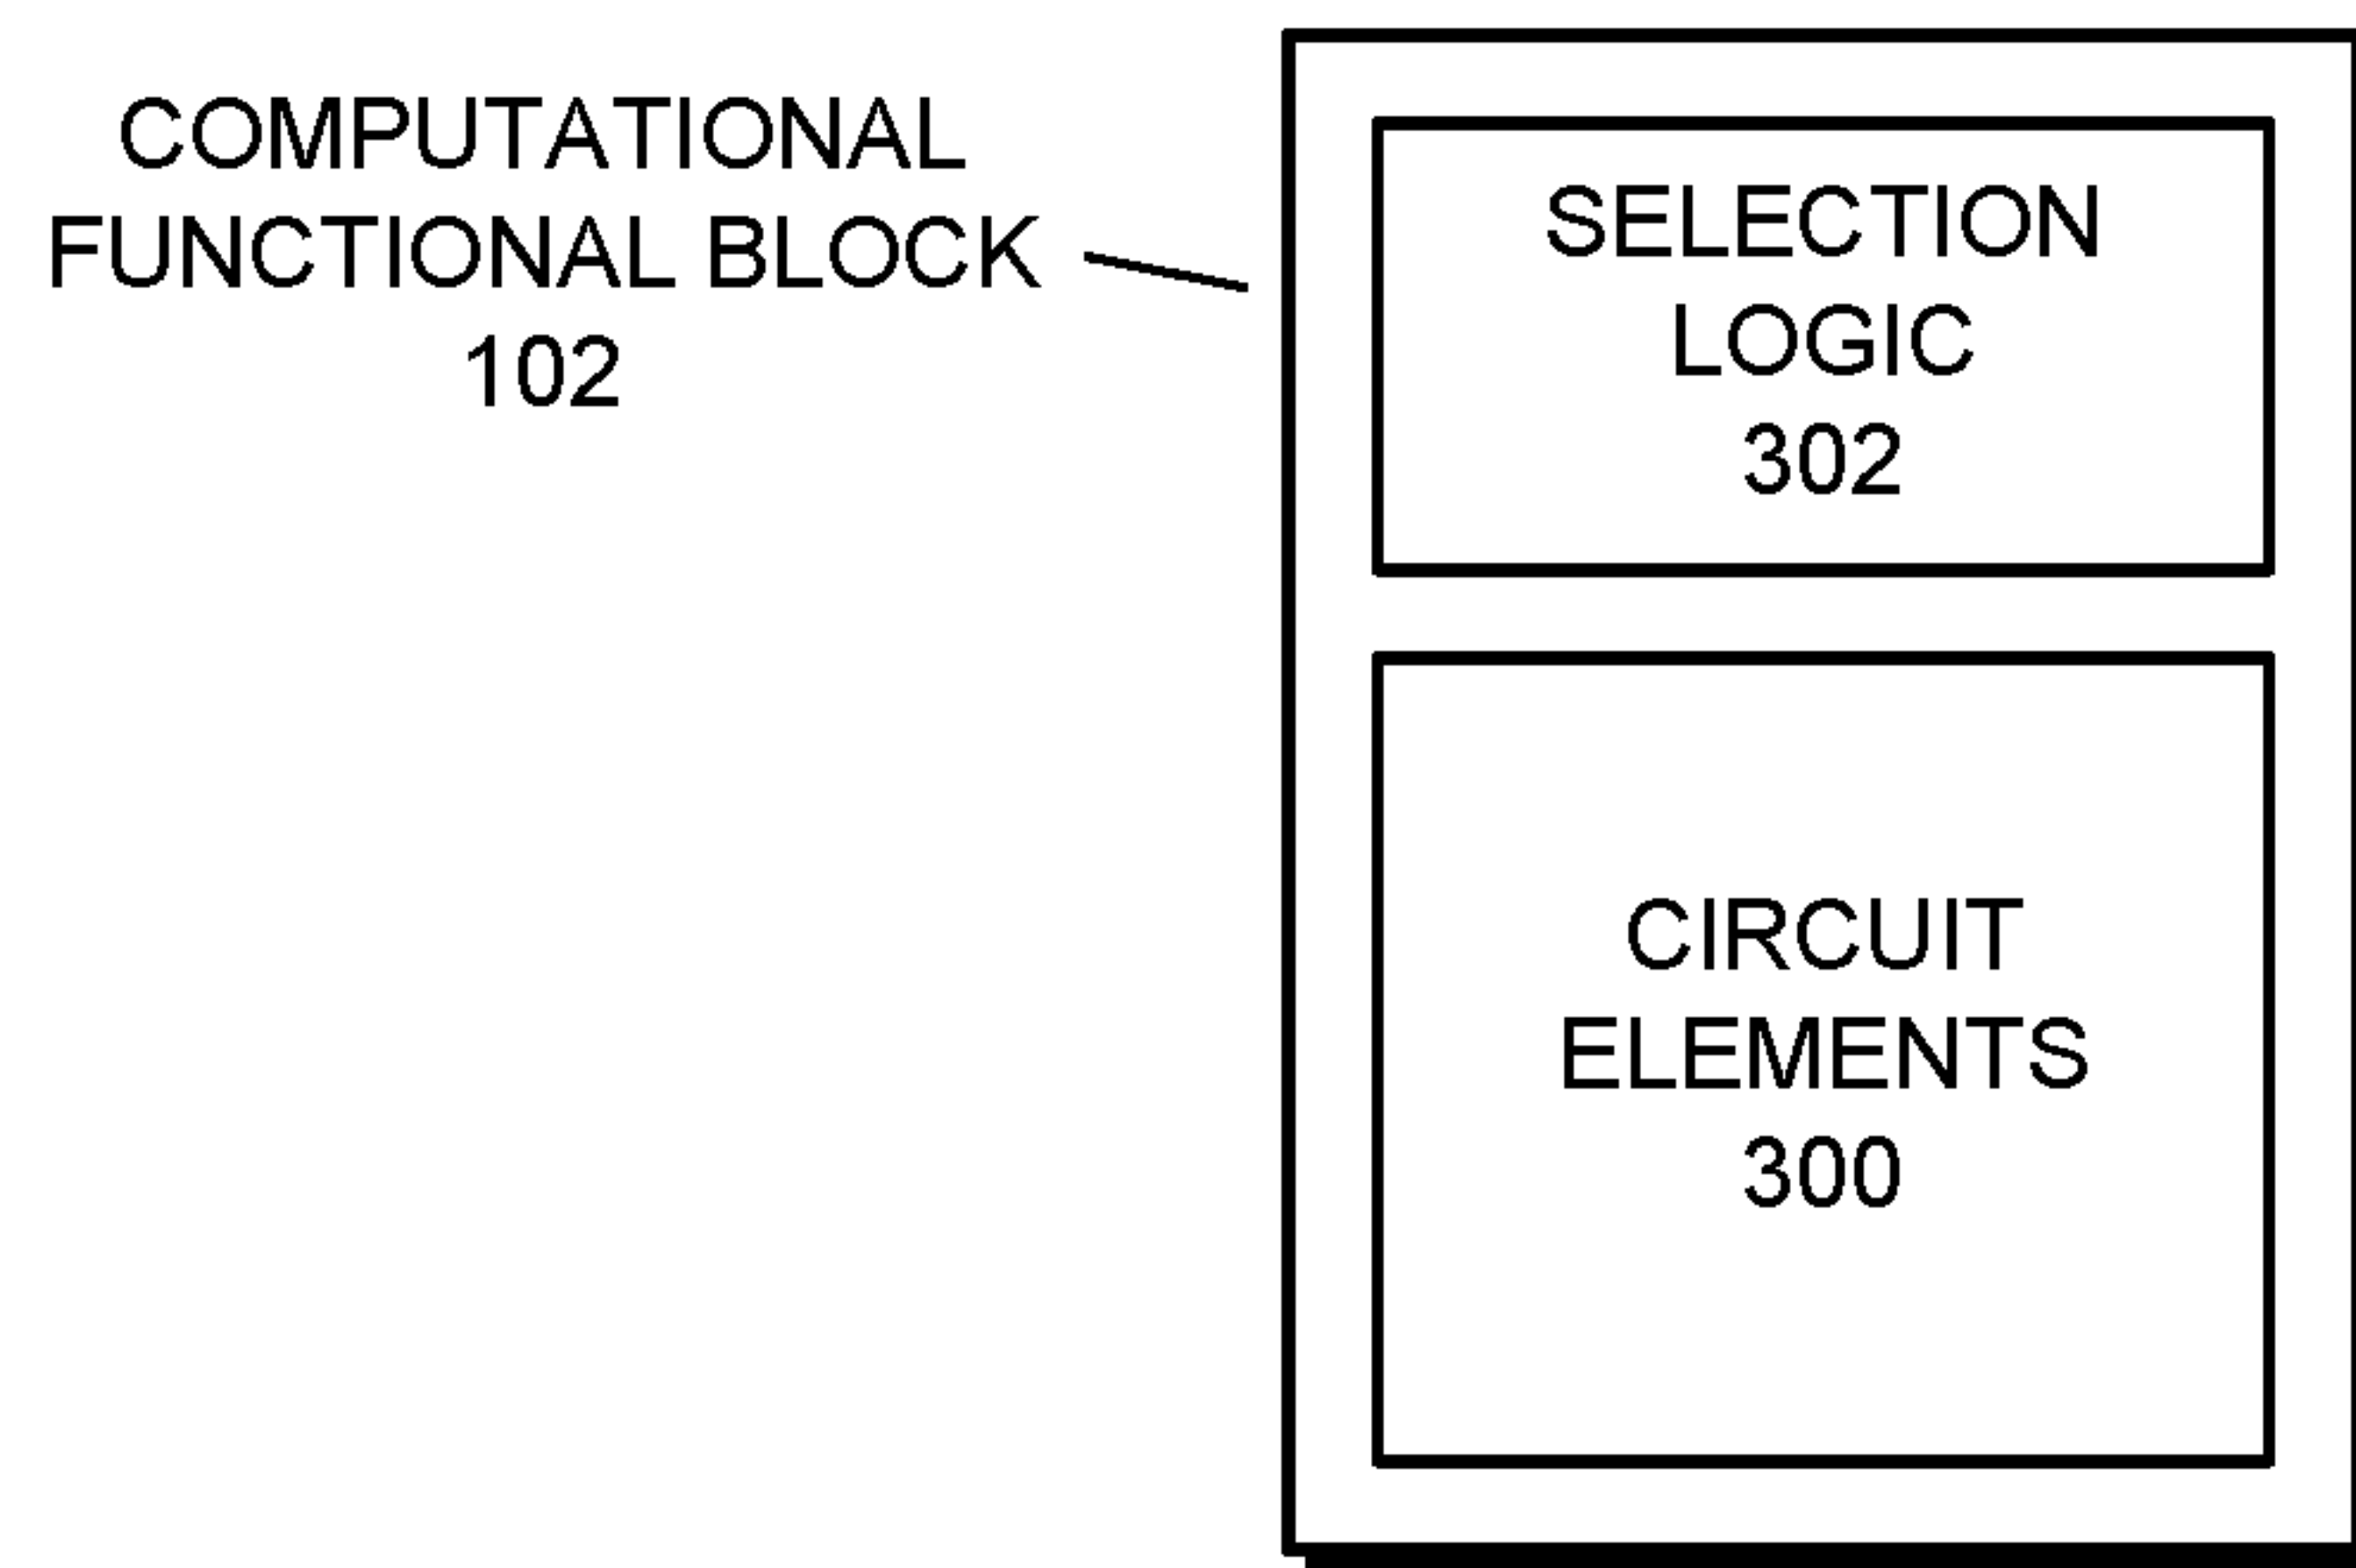 COMPUTATIONAL
FUNCTIONAL BLOCK
102
SELECTION
LOGIC
302
CIRCUIT
ELEMENTS
300